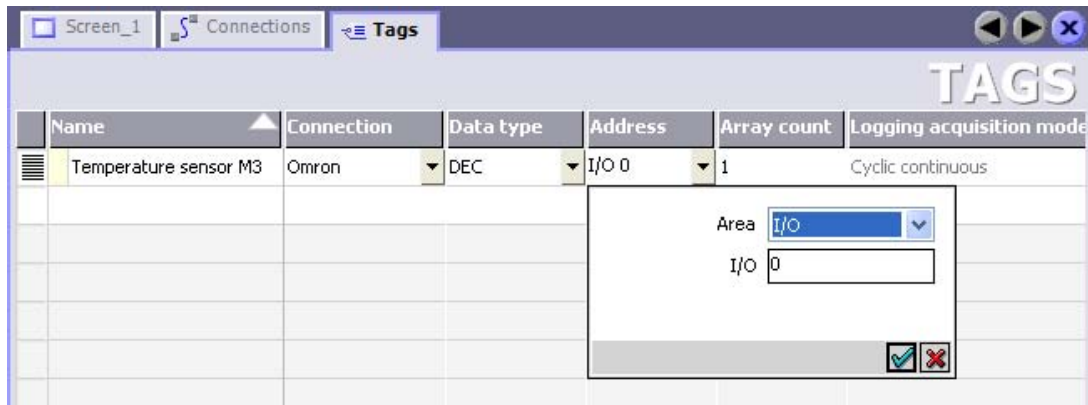 Screen_1 Connections Tags
TAGS
Name Connection Data type Address Array count Logging acquisition mode
Temperature sensor M3 Omron DEC I/O 0 1 Cyclic continuous
Area I/O
I/O 0